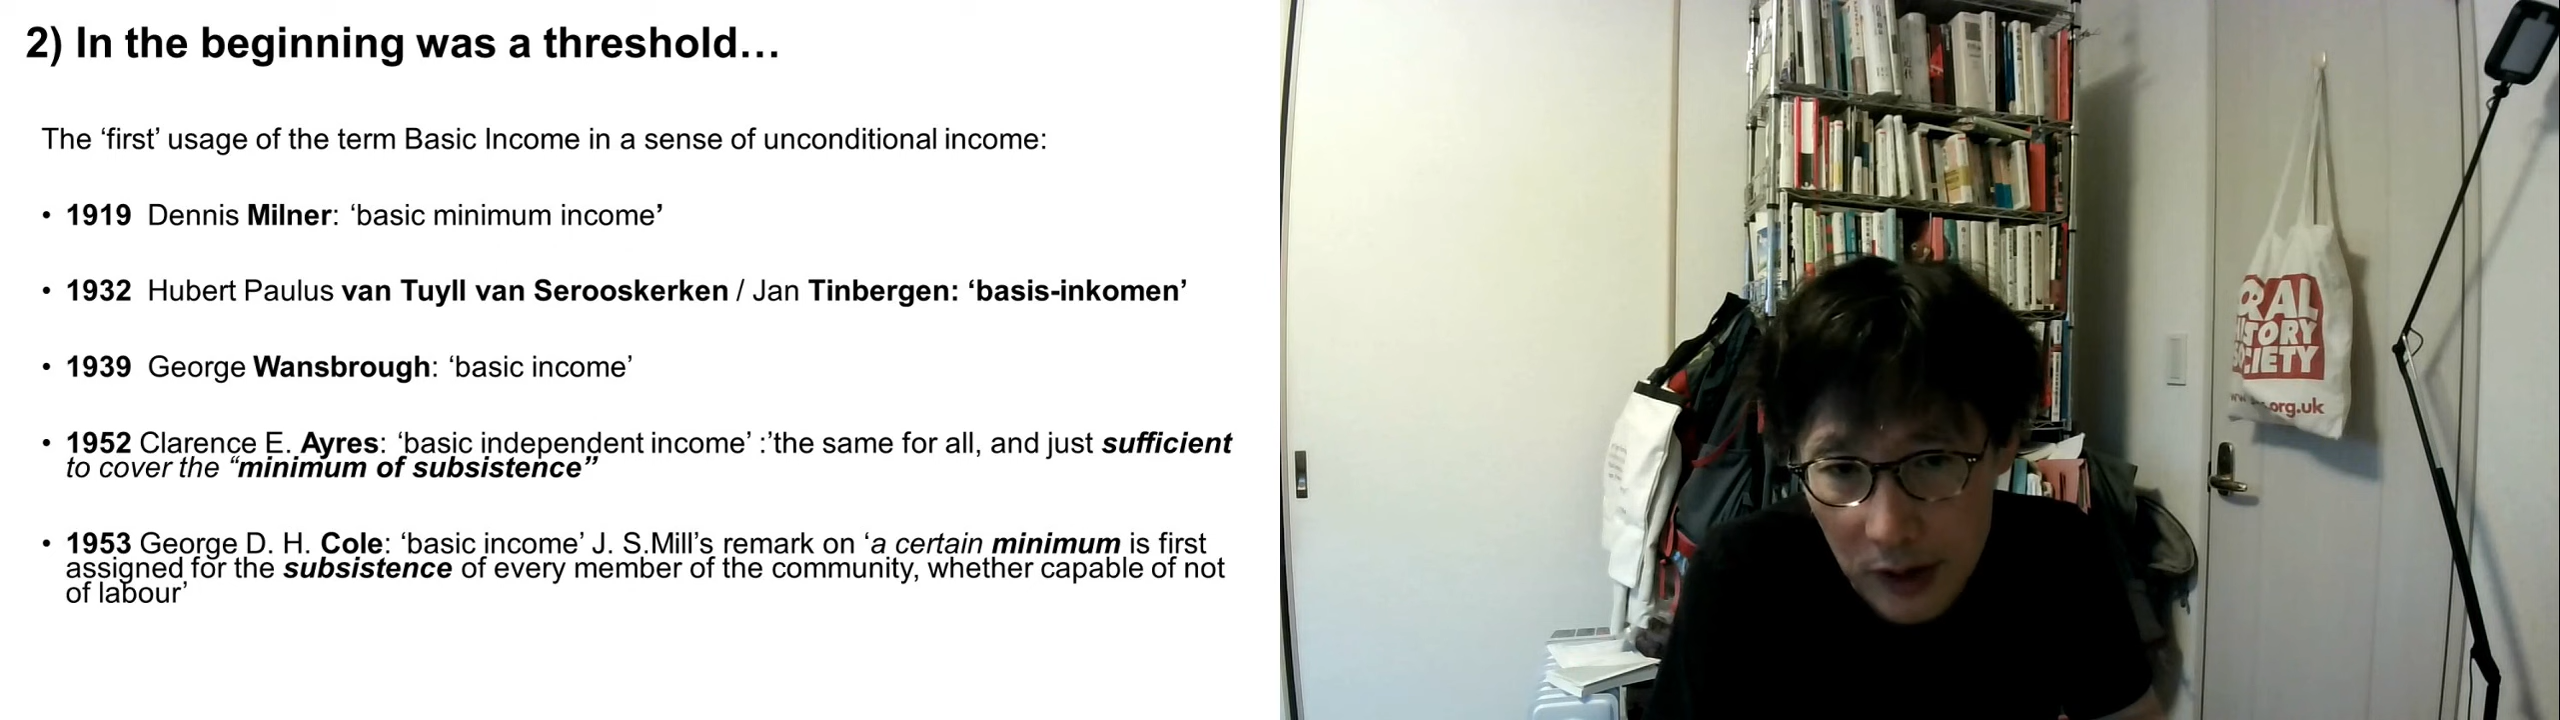 2) In the beginning was a threshold…
The ‘first’ usage of the term Basic Income in a sense of unconditional income:
• 1919 Dennis Milner: ‘basic minimum income’
• 1932 Hubert Paulus van Tuyll van Serooskerken / Jan Tinbergen: ‘basis-inkomen’
• 1939 George Wansbrough: ‘basic income’
• 1952 Clarence E. Ayres: ‘basic independent income’ :’the same for all, and just sufficient
to cover the “minimum of subsistence”
• 1953 George D. H. Cole: ‘basic income’ J. S.Mill’s remark on ‘a certain minimum is first
assigned for the subsistence of every member of the community, whether capable of not
of labour’
ORAL
HISTORY
SOCIETY
.org.uk